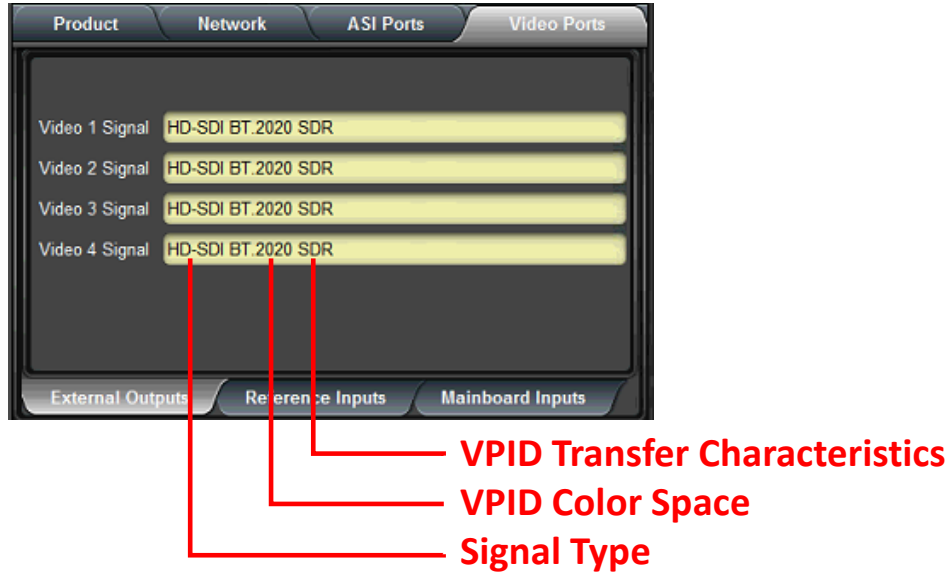 Product Network ASI Ports Video Ports
Video 1 Signal HD-SDI BT.2020 SDR
Video 2 Signal HD-SDI BT.2020 SDR
Video 3 Signal HD-SDI BT.2020 SDR
Video 4 Signal HD-SDI BT.2020 SDR
External Outputs Reference Inputs Mainboard Inputs
VPID Transfer Characteristics
VPID Color Space
Signal Type